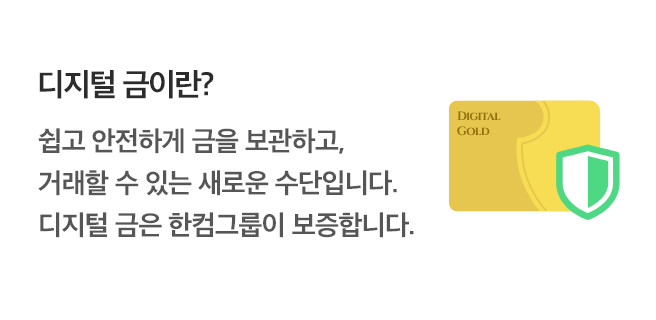 디지털 금이란?
쉽고 안전하게 금을 보관하고,
거래할 수 있는 새로운 수단입니다.
디지털 금은 한컴그룹이 보증합니다.
DIGITAL
GOLD